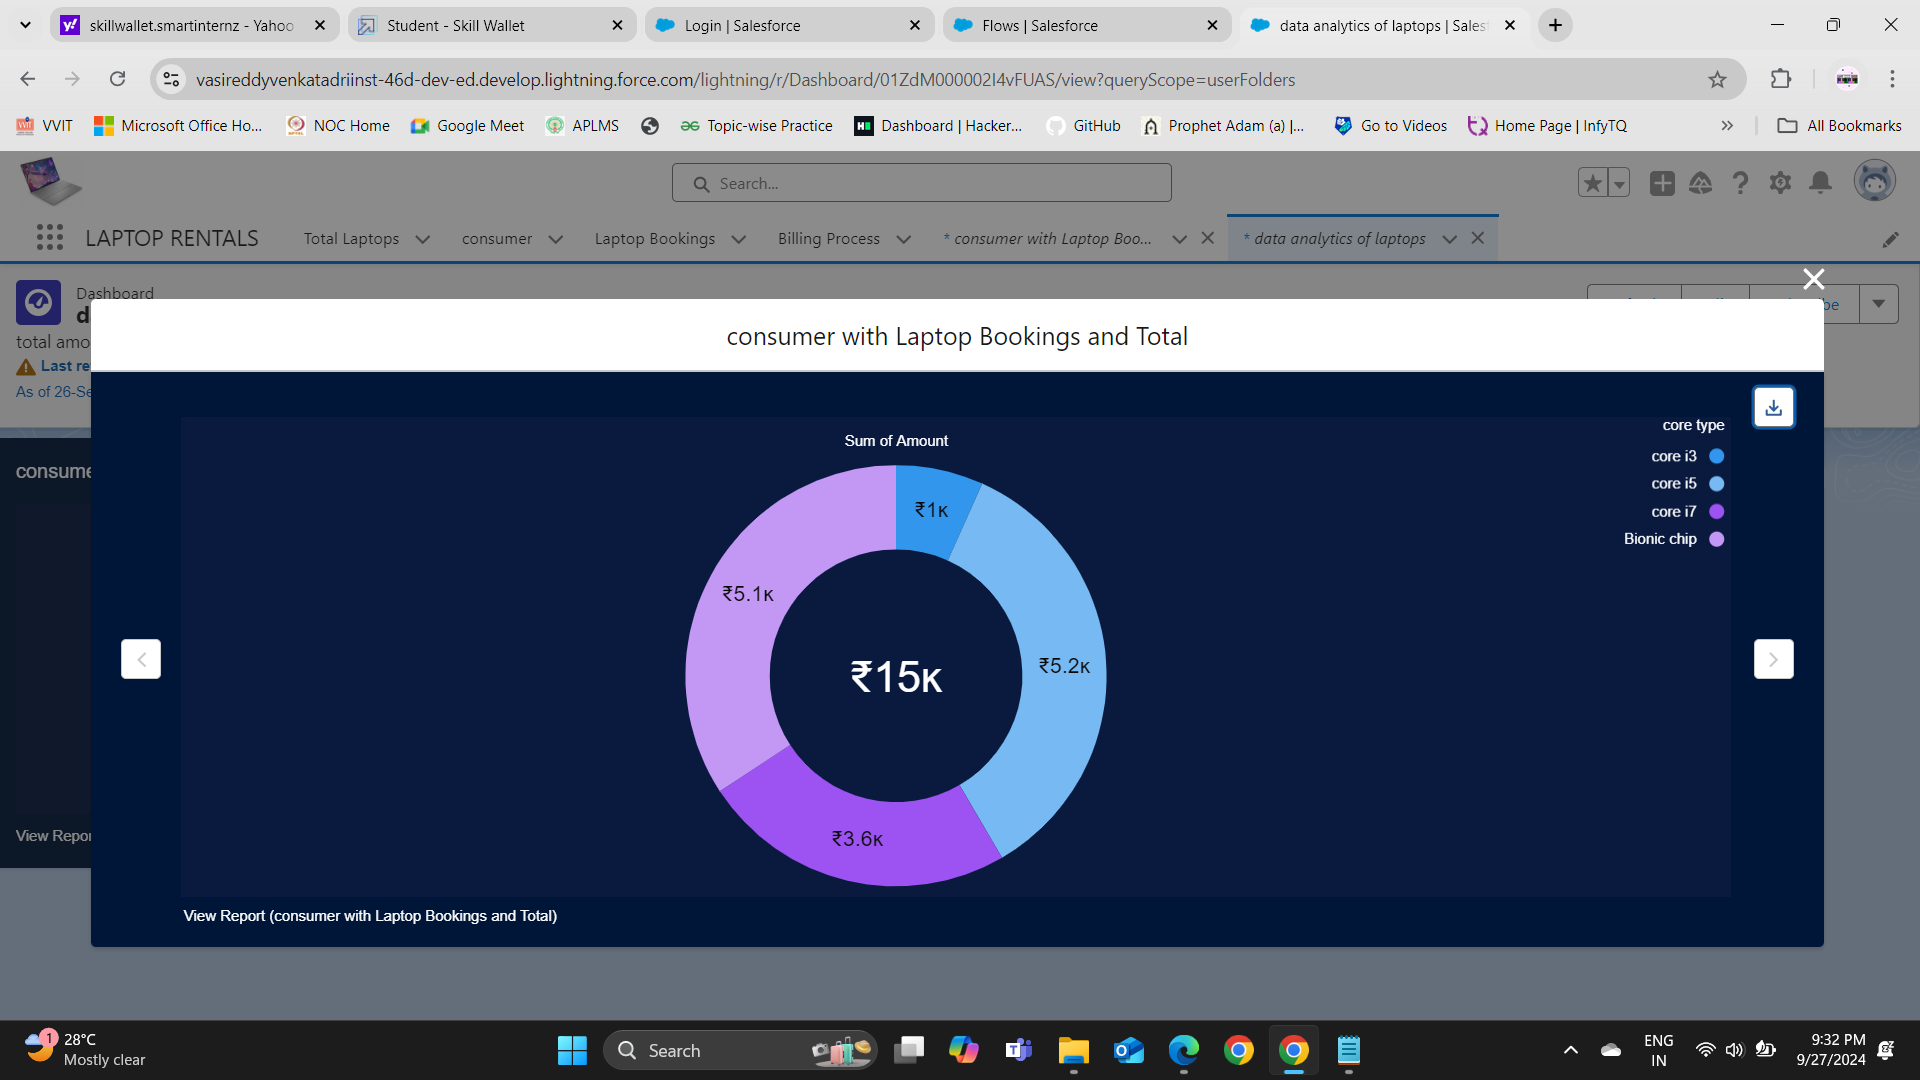 skillwallet.smartinternz - Yahoo
Student - Skill Wallet
Login | Salesforce
Flows | Salesforce
data analytics of laptops | Sales
vasireddyvenkatadriinst-46d-dev-ed.develop.lightning.force.com/lightning/r/Dashboard/01ZdM000002I4vFUAS/view?queryScope=userFolders
VVIT
Microsoft Office Ho...
NOC Home
Google Meet
APLMS
Topic-wise Practice
Dashboard | Hacker...
GitHub
Prophet Adam (a) |...
Go to Videos
Home Page | InfyTQ
All Bookmarks
Search...
LAPTOP RENTALS
Total Laptops
consumer
Laptop Bookings
Billing Process
* consumer with Laptop Boo...
* data analytics of laptops
Dashboard
d
total amo
Last re
As of 26-Se
be
consumer with Laptop Bookings and Total
consume
Sum of Amount
core type
core i3
core i5
core i7
Bionic chip
₹1K
₹5.1K
₹5.2K
₹15K
₹3.6K
View Repor
View Report (consumer with Laptop Bookings and Total)
1
28°C
Mostly clear
Search
ENG
IN
9:32 PM
9/27/2024